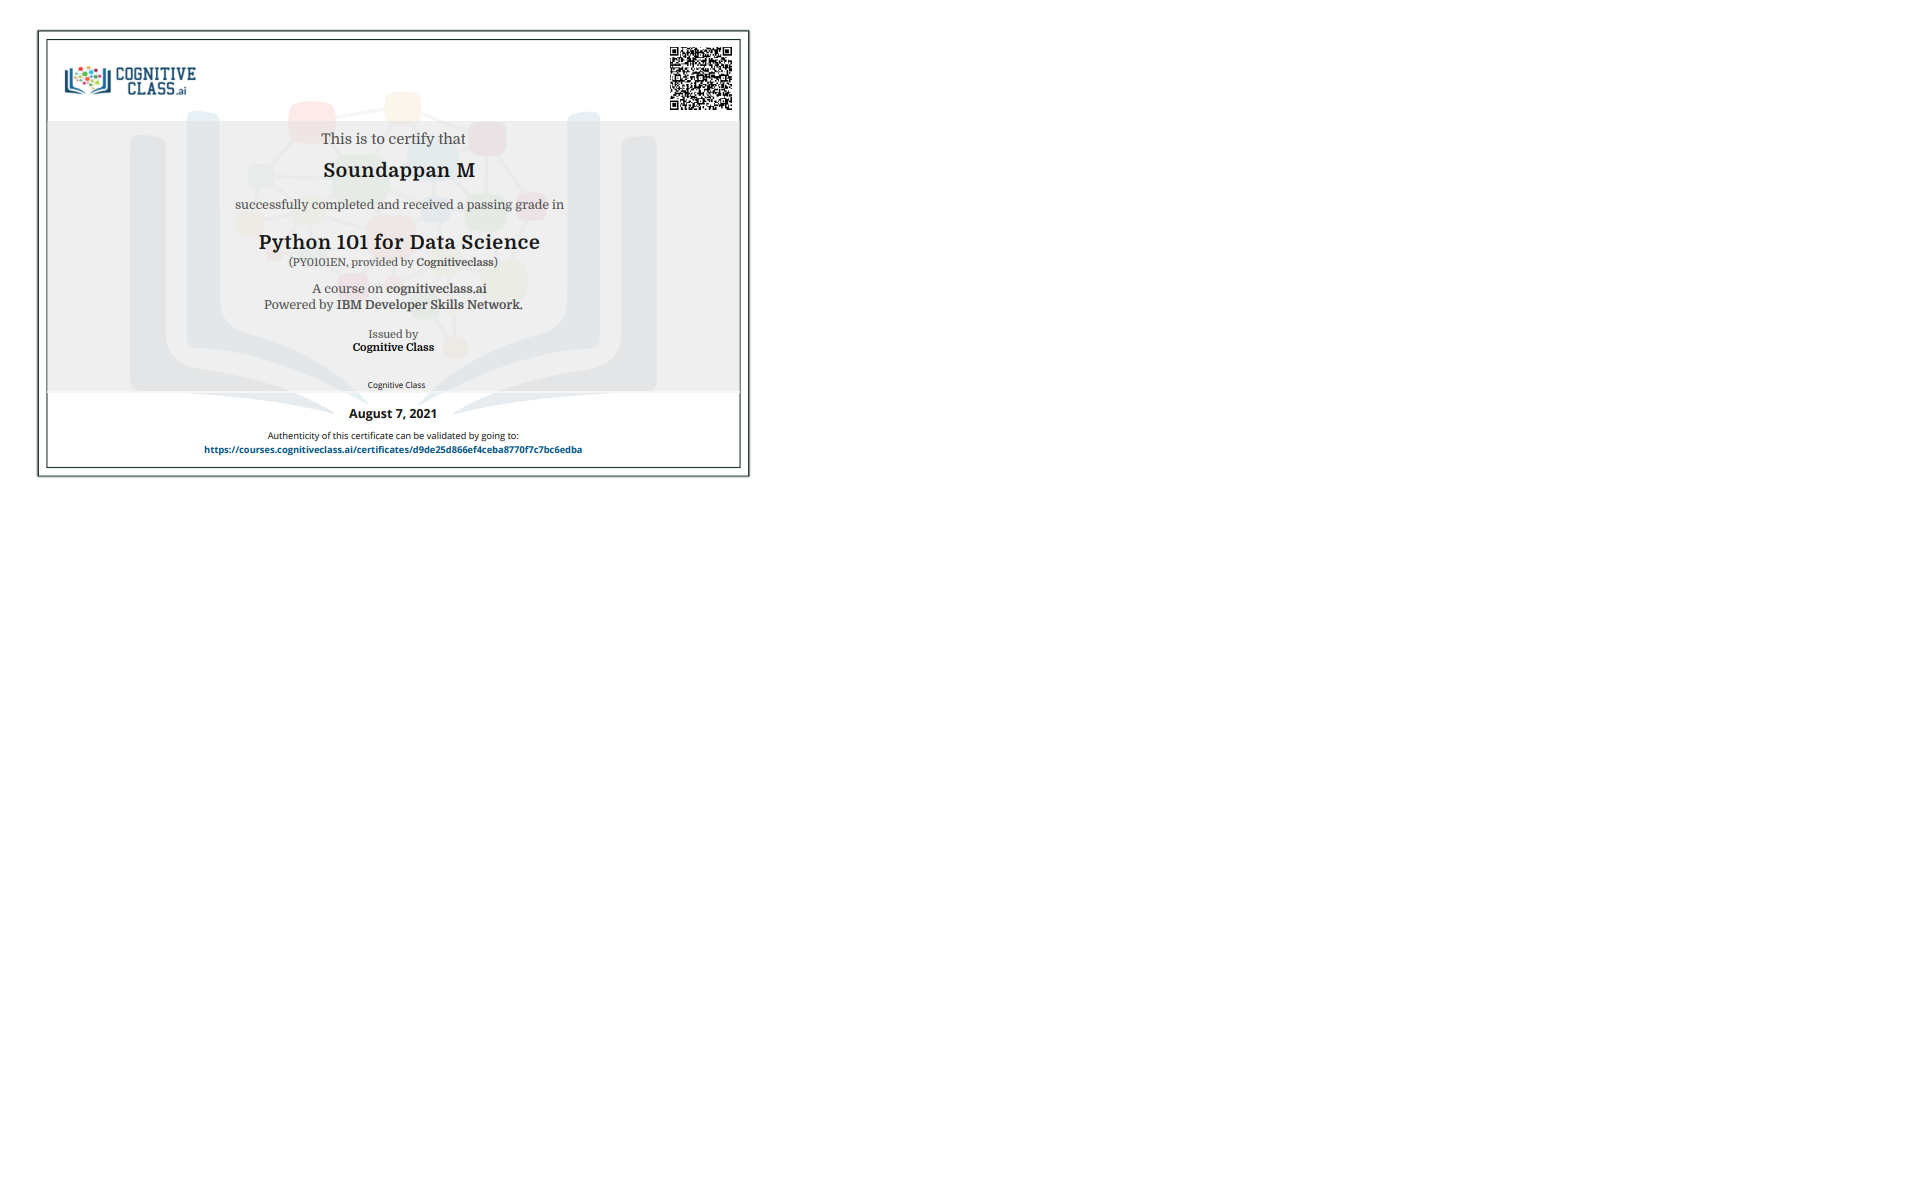 COGNITIVE
CLASS.ai
This is to certify that
Soundappan M
successfully completed and received a passing grade in
Python 101 for Data Science
(PY0101EN, provided by Cognitiveclass)
A course on cognitiveclass.ai
Powered by IBM Developer Skills Network.
Issued by
Cognitive Class
Cognitive Class
August 7, 2021
Authenticity of this certificate can be validated by going to:
https://courses.cognitiveclass.ai/certificates/d9de25d866ef4ceba8770f7c7bc6edba